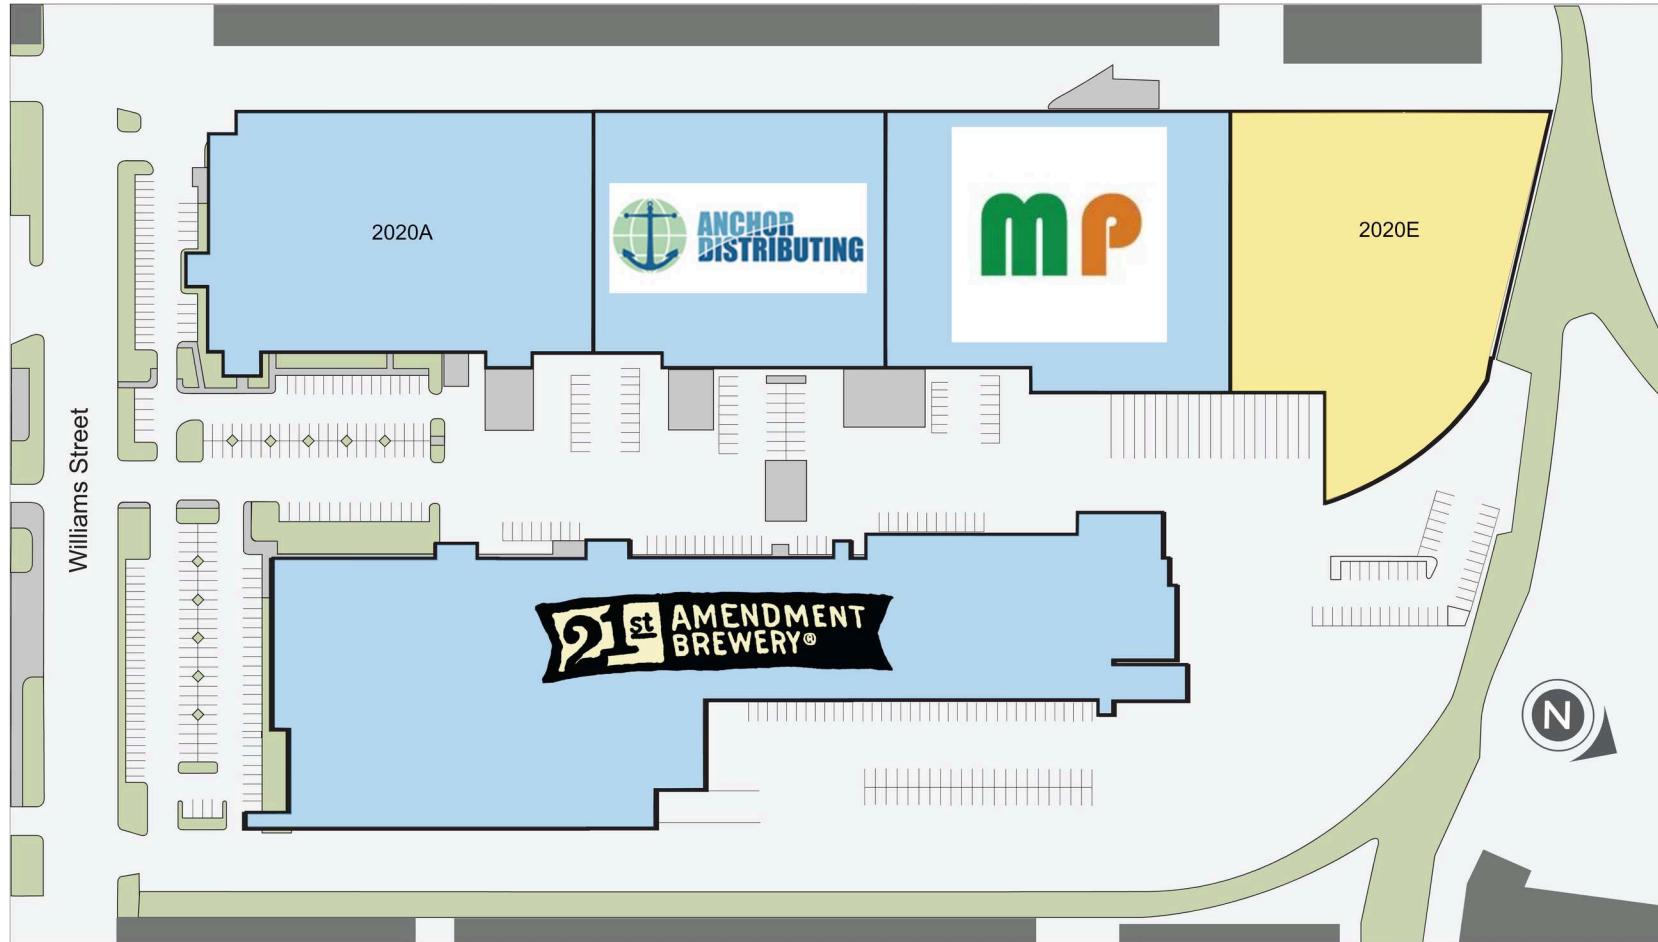 2020A
ANCHOR
DISTRIBUTING
mp
2020E
Williams Street
21st AMENDMENT
BREWERY®
N